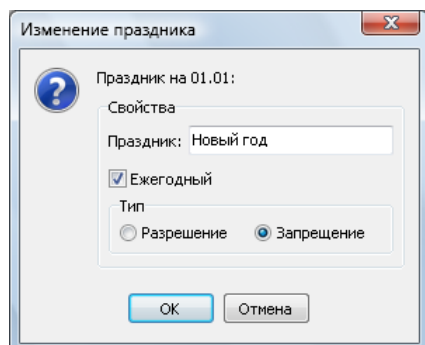 Изменение праздника
Праздник на 01.01:
Свойства
Праздник: Новый год
Ежегодный
Тип
Разрешение Запрещение
OK Отмена